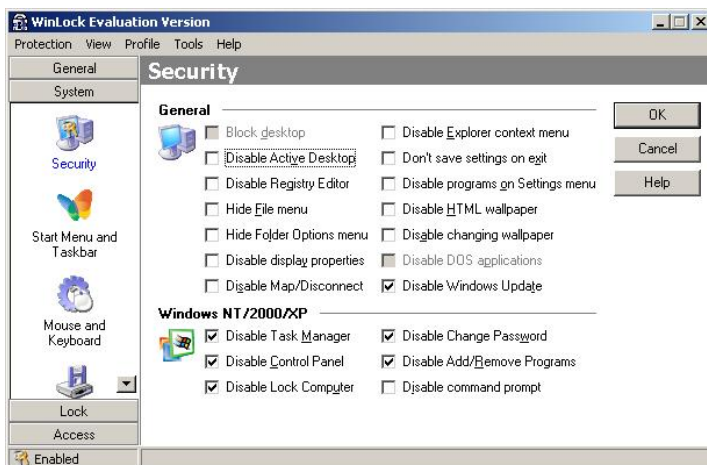 WinLock Evaluation Version
Protection View Profile Tools Help
General
System
Security
Start Menu and
Taskbar
Mouse and
Keyboard
Lock
Access
Enabled
Security
General
Block desktop
Disable Active Desktop
Disable Registry Editor
Hide File menu
Hide Folder Options menu
Disable display properties
Disable Map/Disconnect
Disable Explorer context menu
Don't save settings on exit
Disable programs on Settings menu
Disable HTML wallpaper
Disable changing wallpaper
Disable DOS applications
Disable Windows Update
Windows NT/2000/XP
Disable Task Manager
Disable Control Panel
Disable Lock Computer
Disable Change Password
Disable Add/Remove Programs
Disable command prompt
OK
Cancel
Help